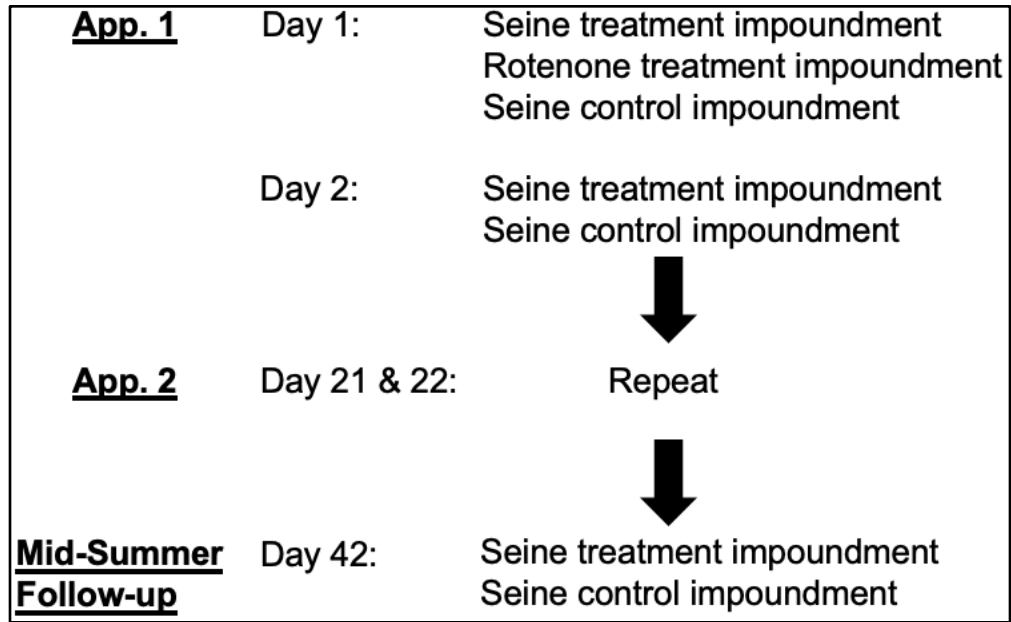 App. 1 Day 1: Seine treatment impoundment
Rotenone treatment impoundment
Seine control impoundment
Day 2: Seine treatment impoundment
Seine control impoundment
App. 2 Day 21 & 22: Repeat
Mid-Summer Day 42: Seine treatment impoundment
Follow-up Seine control impoundment